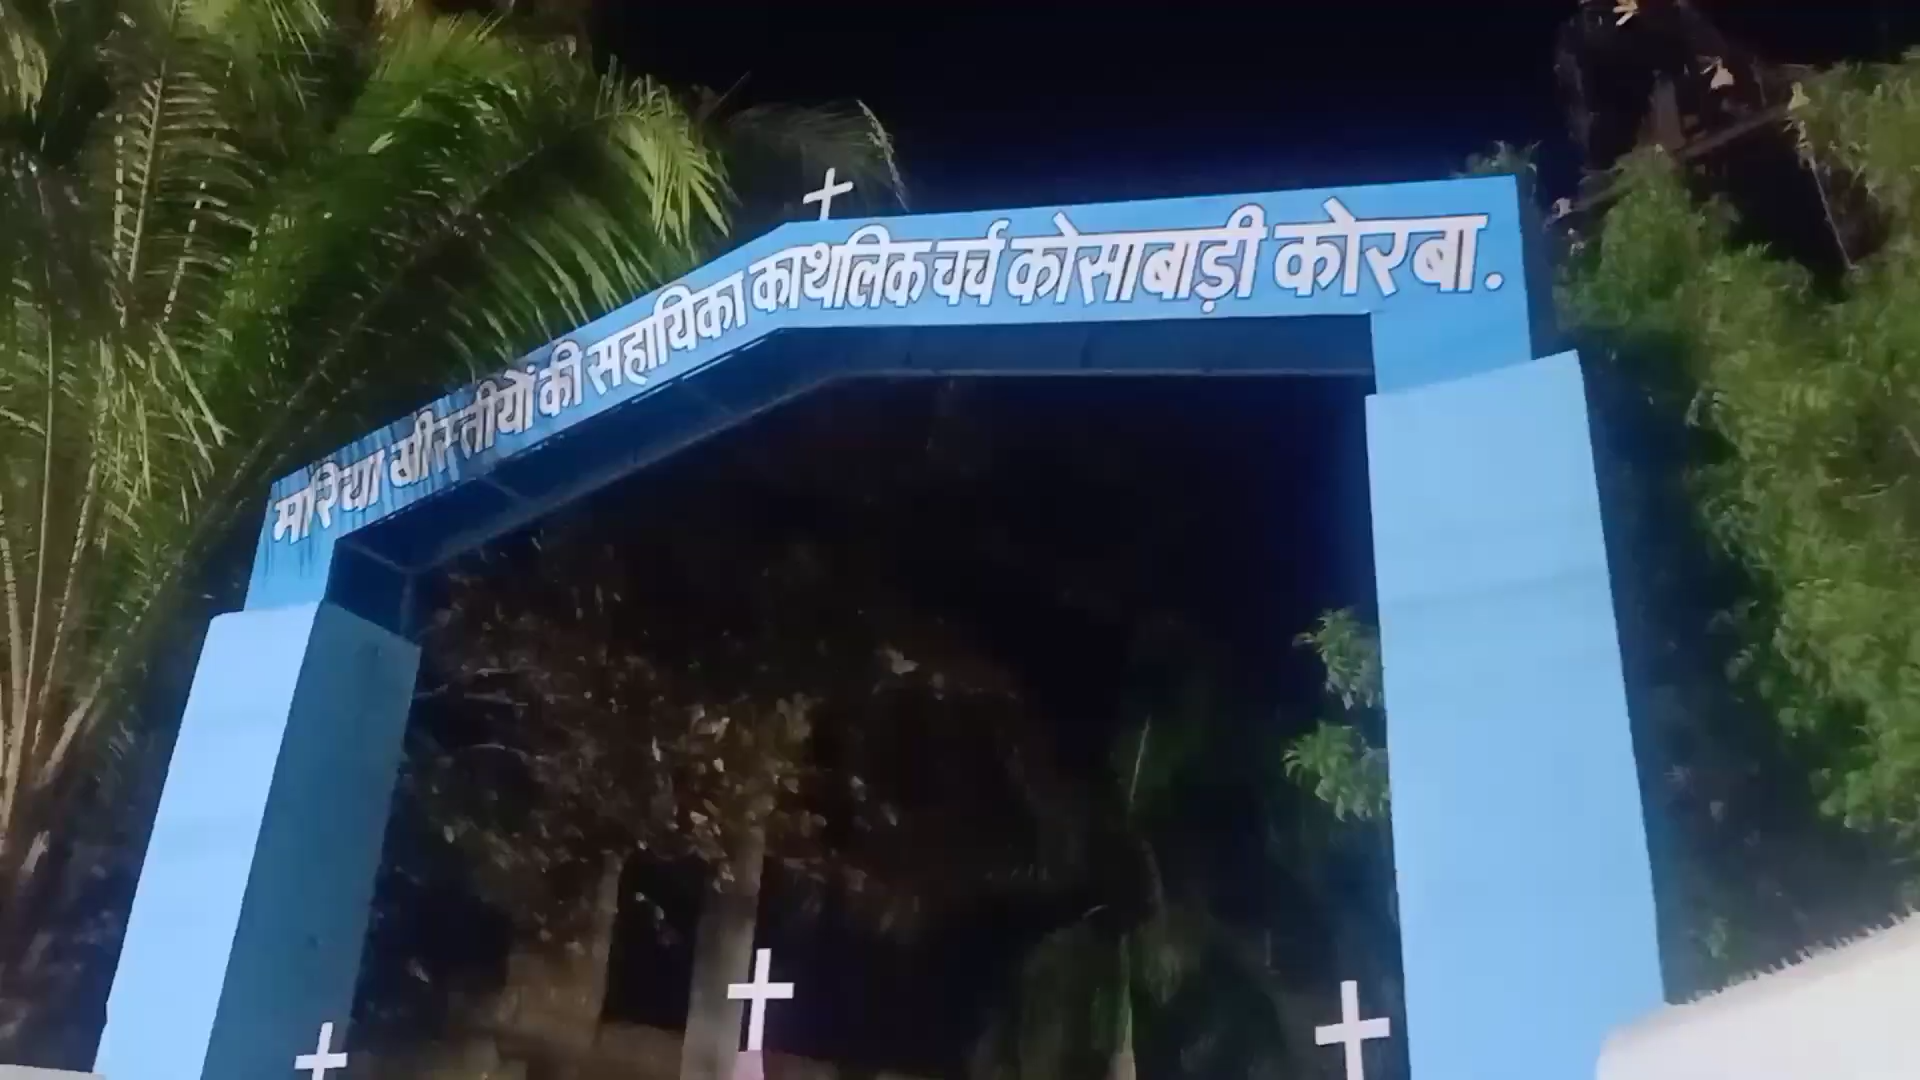 मारिया ख्रीस्तीयों की सहायिका काथलिक चर्च कोसाबाड़ी कोरबा.